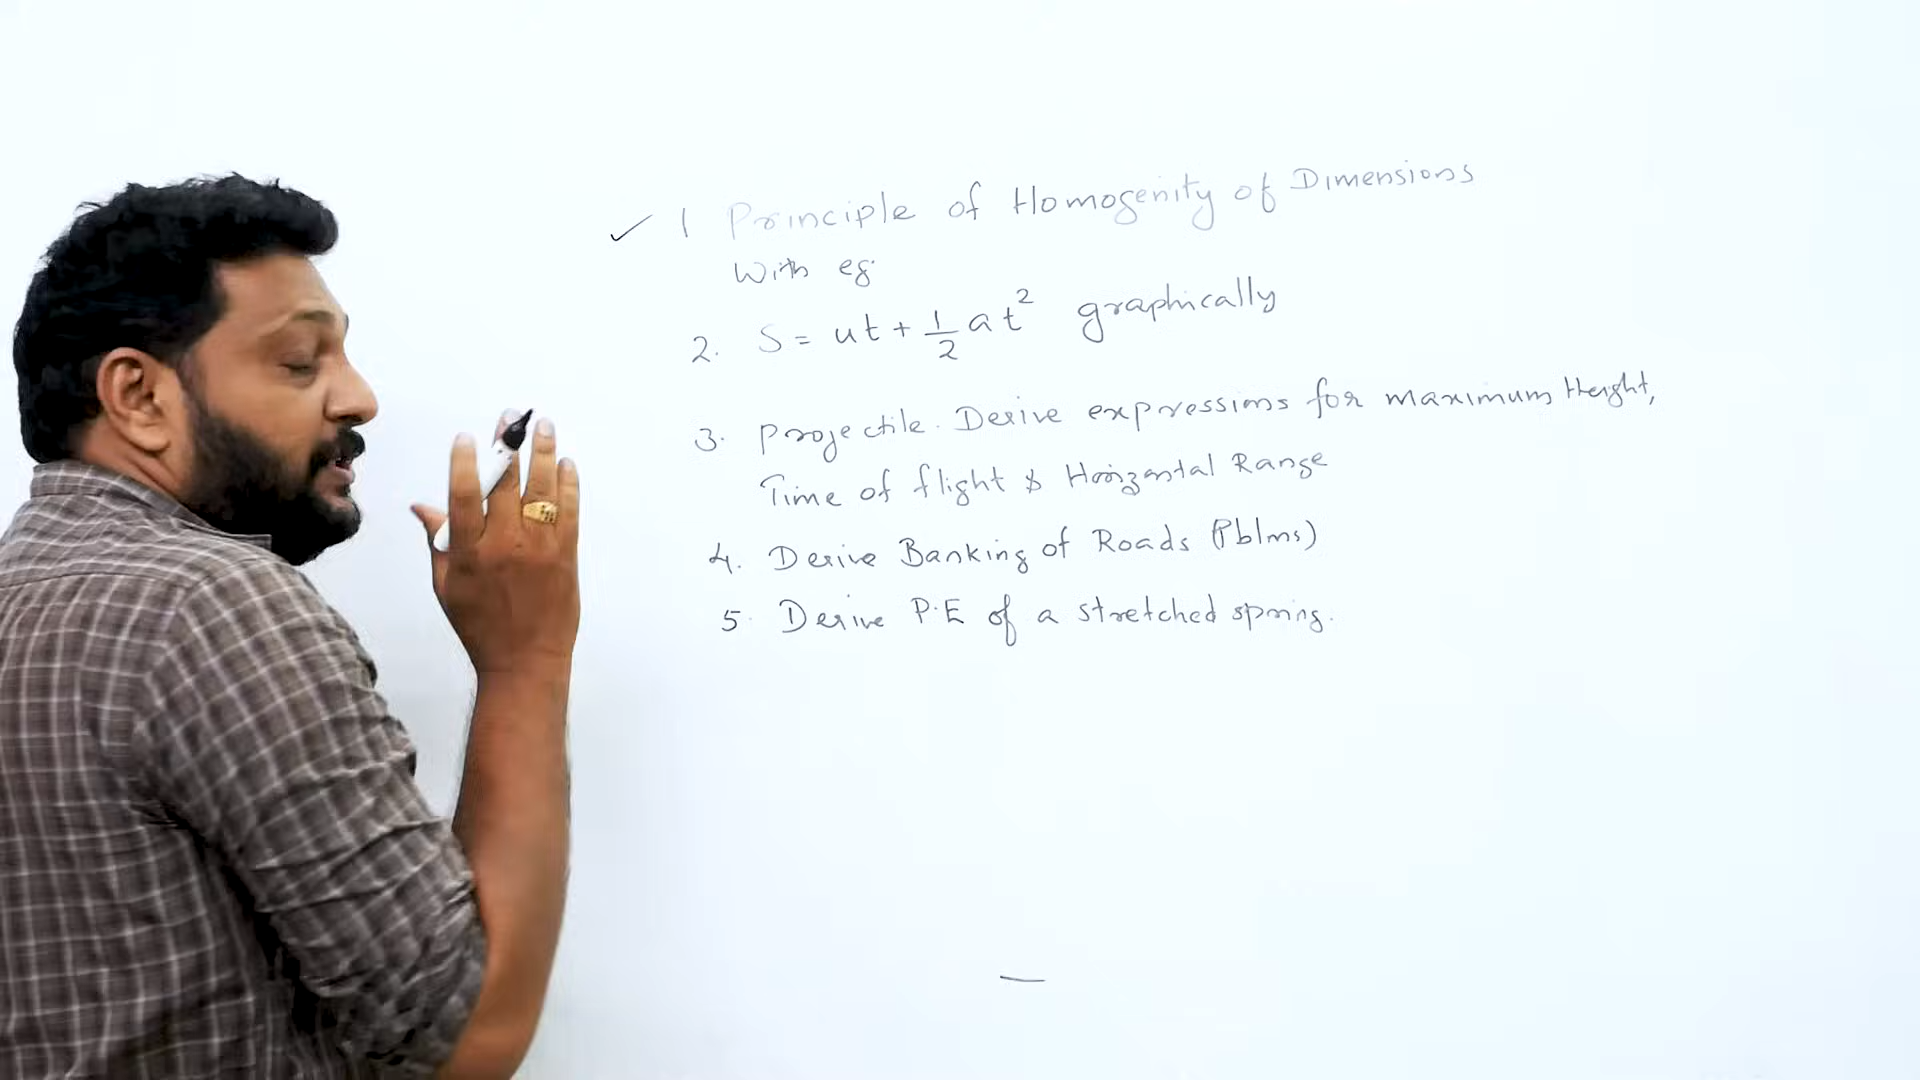 ✓ 1 Principle of Homogenity of Dimensions
With eg:
2. S = ut + 1/2 at² graphically
3. Projectile. Derive expressions for maximum Height,
Time of flight & Horizontal Range
4. Derive Banking of Roads (Pblms)
5. Derive P.E of a stretched spring.